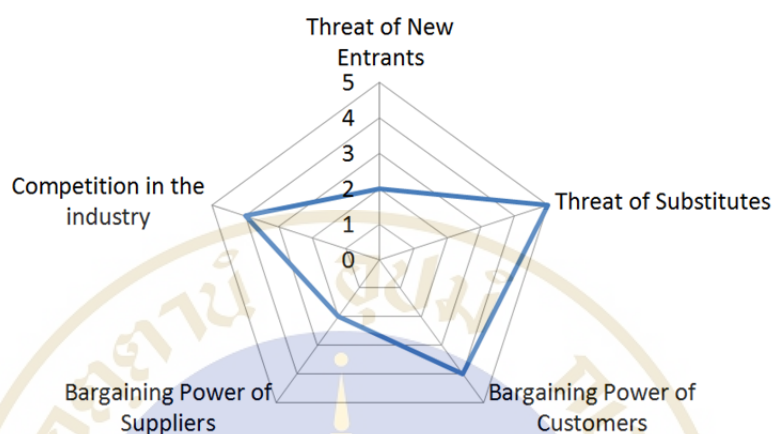 Threat of New
Entrants
5
4
3
2
1
0
Threat of Substitutes
Bargaining Power of
Customers
Bargaining Power of
Suppliers
Competition in the
industry